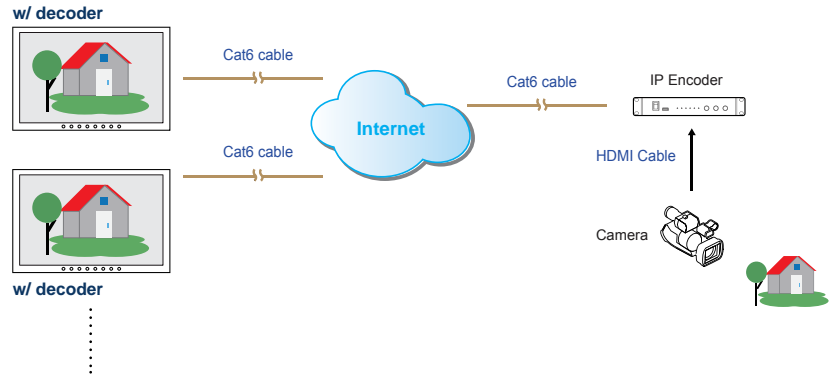 w/ decoder
Cat6 cable
Cat6 cable
IP Encoder
Internet
Cat6 cable
HDMI Cable
Camera
w/ decoder